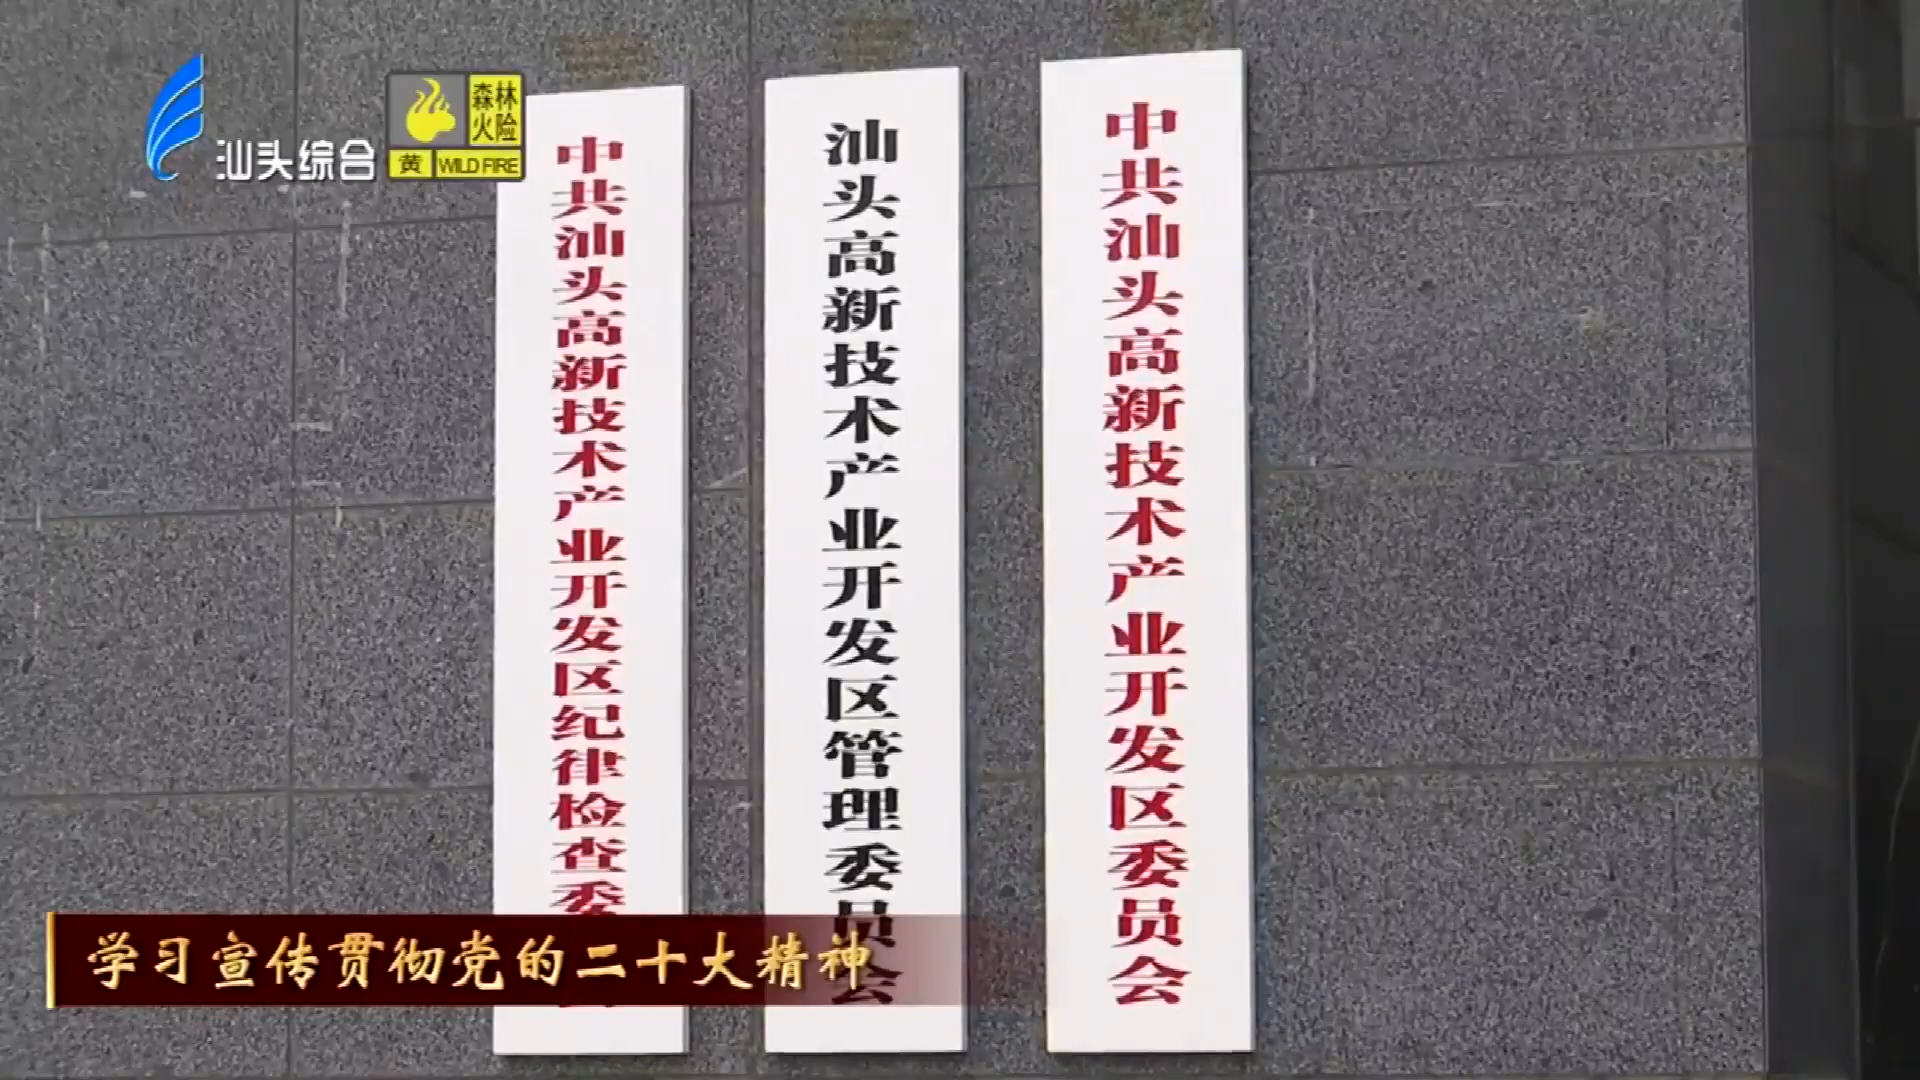 汕头综合
森林
火险
黄 WILD FIRE
中共汕头高新技术产业开发区纪律检查委
汕头高新技术产业开发区管理委员会
中共汕头高新技术产业开发区委员会
学习宣传贯彻党的二十大精神